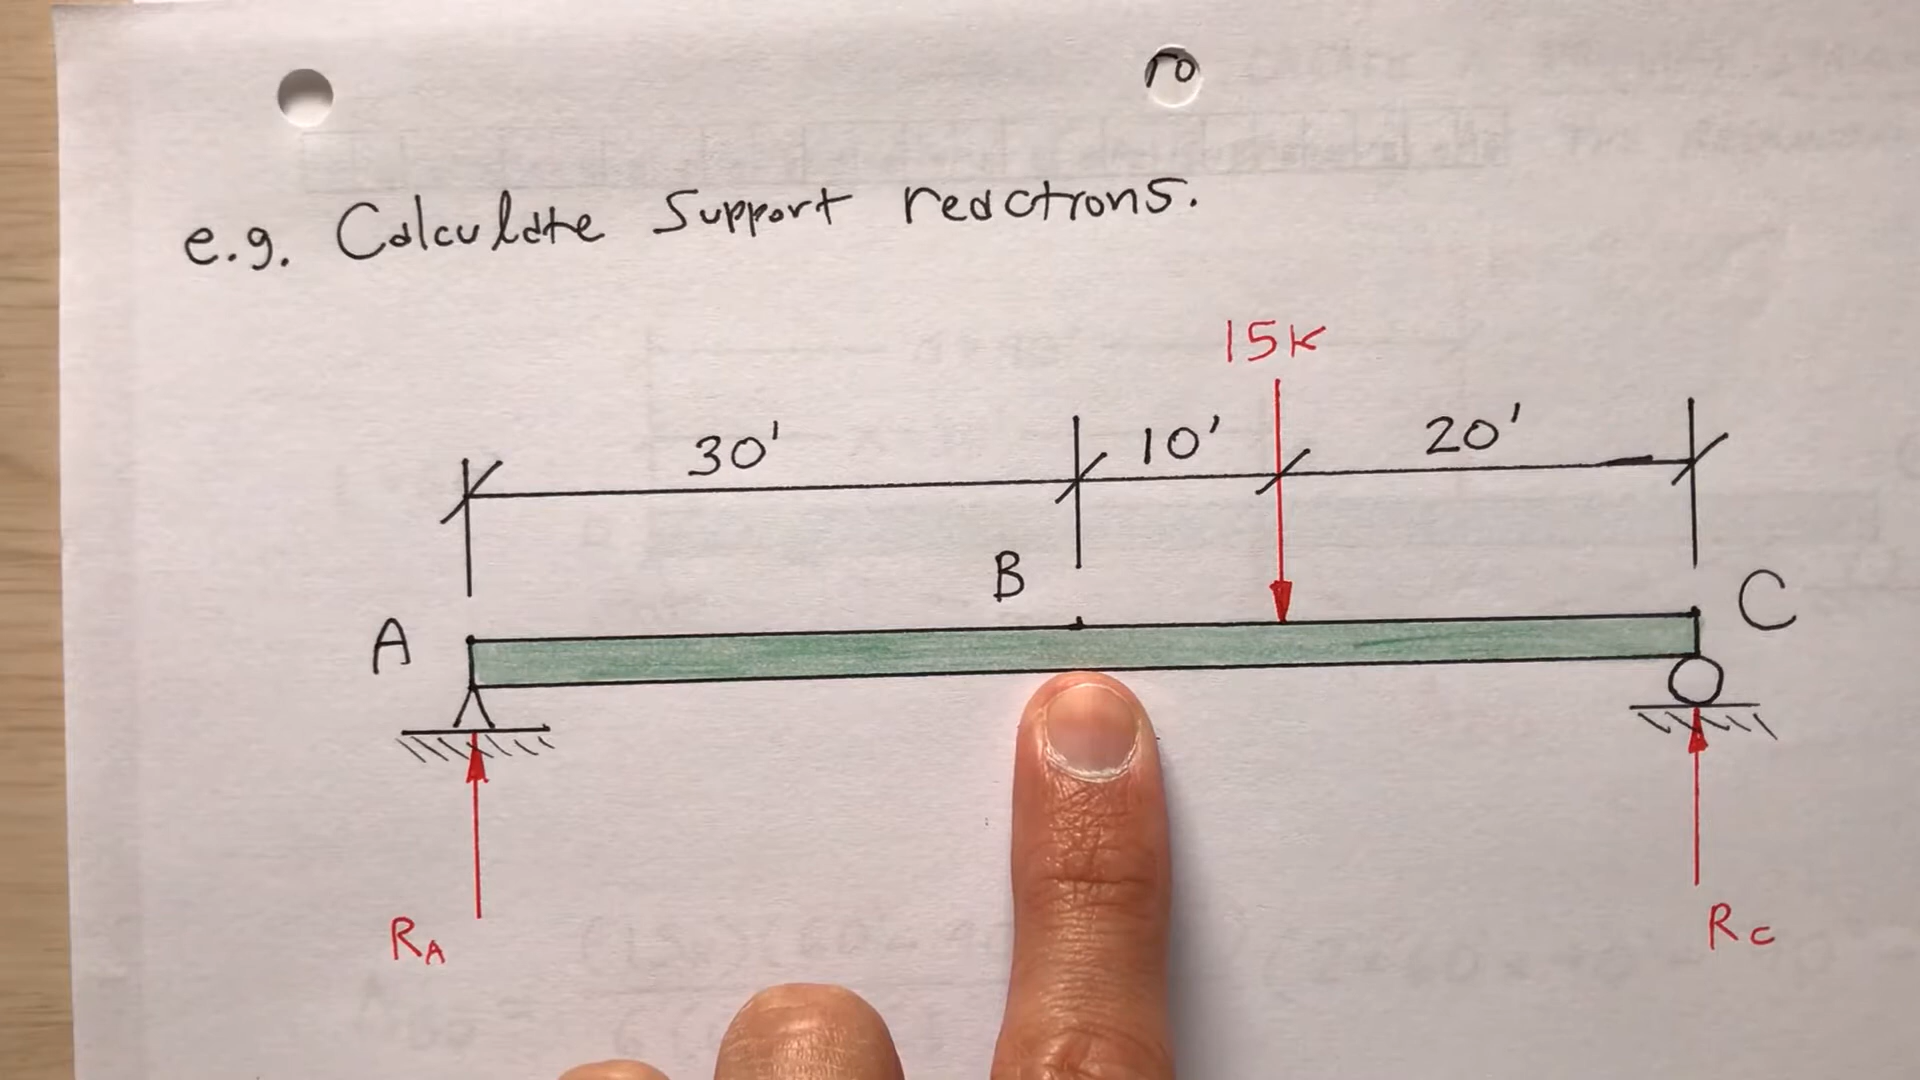 e.g. Calculate Support reactions.
15K
30' 10' 20'
B
A C
RA RC